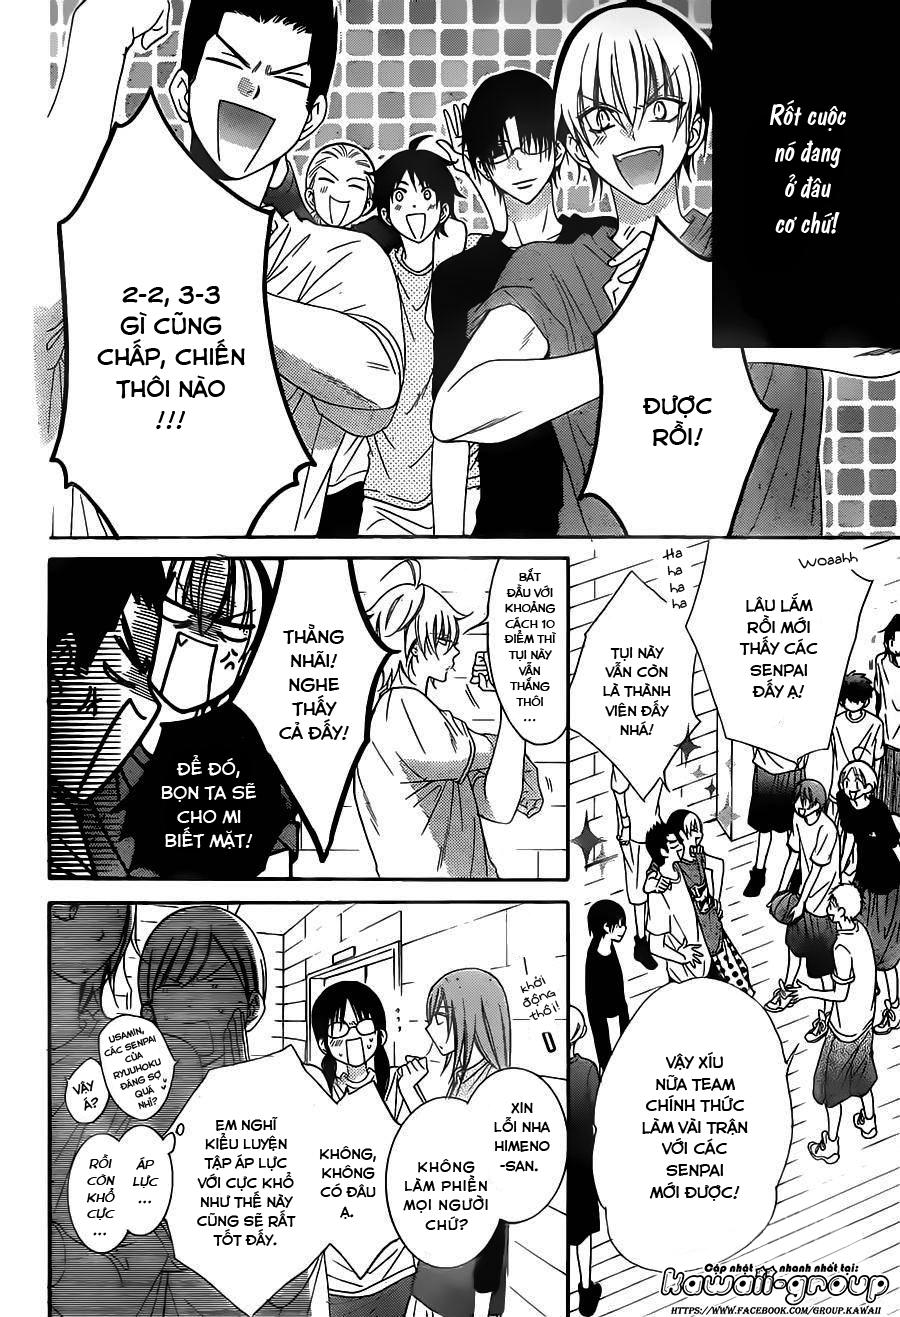 Rốt cuộc
nó đang
ở đâu
cơ chứ!
ĐƯỢC
RỒI!
2-2, 3-3
GÌ CŨNG
CHẤP, CHIẾN
THÔI NÀO
!!!
Woaahh
LÂU LẮM
RỒI MỚI
THẤY CÁC
SENPAI
ĐẤY Ạ!
Ha
ha
ha
ha
TỤI NÀY
VẪN CÒN
LÀ THÀNH
VIÊN ĐẤY
NHÁ!
VẬY XÍU
NỮA TEAM
CHÍNH THỨC
LÀM VÀI TRẬN
VỚI CÁC
SENPAI
MỚI ĐƯỢC!
BẮT
ĐẦU VỚI
KHOẢNG
CÁCH 10
ĐIỂM THÌ
TỤI NÀY
VẪN
THẮNG
THÔI
...
THẰNG
NHÃI!
NGHE
THẤY
CẢ ĐẤY!
ĐỂ ĐÓ,
BỌN TA SẼ
CHO MI
BIẾT MẶT!
khởi
động
thôi!
XIN
LỖI NHA
HIMENO
-SAN.
KHÔNG
LÀM PHIỀN
MỌI NGƯỜI
CHỨ?
KHÔNG,
KHÔNG
CÓ ĐÂU
Ạ.
EM NGHĨ
KIỂU LUYỆN
TẬP ÁP LỰC
VỚI CỰC KHỔ
NHƯ THẾ NÀY
CŨNG SẼ RẤT
TỐT ĐẤY.
USAMIN,
CÁC SENPAI
CỦA
RYUUHOKU
ĐÁNG SỢ
QUÁ
NHỈ?
VẬY
Á?
ÁP
LỰC
...
RỒI
CÒN
KHỔ
CỰC
...
Cập nhật nhanh nhất tại:
kawaii-group
HTTPS://WWW.FACEBOOK.COM/GROUP.KAWAII